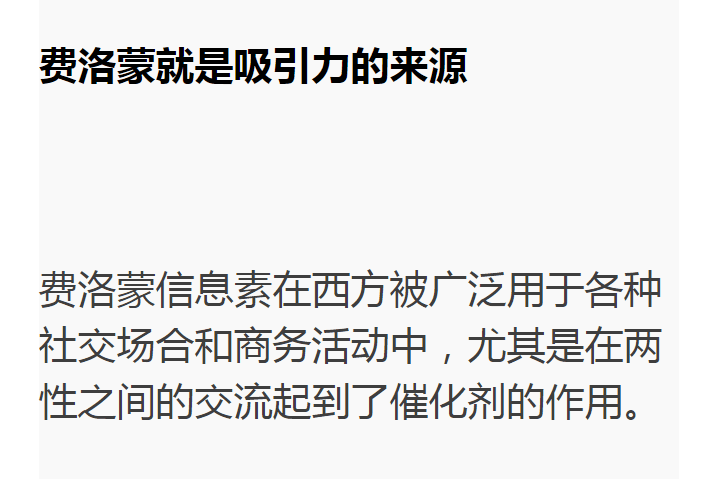 费洛蒙就是吸引力的来源
费洛蒙信息素在西方被广泛用于各种
社交场合和商务活动中，尤其是在两
性之间的交流起到了催化剂的作用。